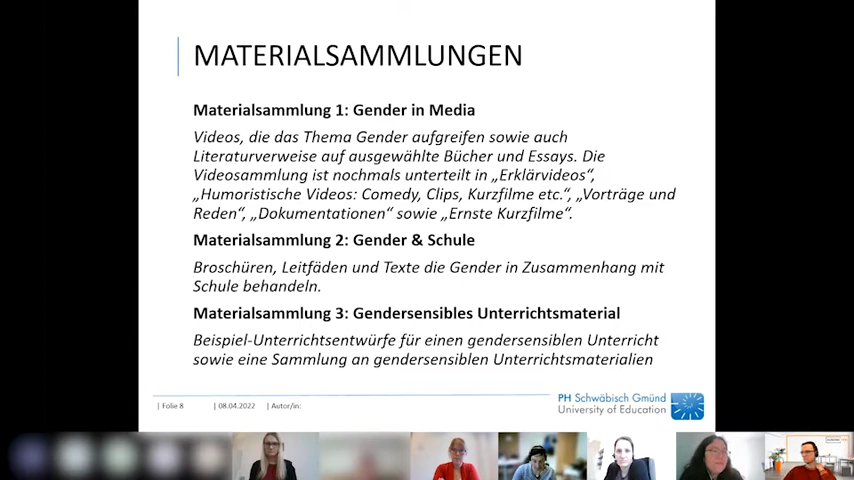 MATERIALSAMMLUNGEN
Materialsammlung 1: Gender in Media
Videos, die das Thema Gender aufgreifen sowie auch
Literaturverweise auf ausgewählte Bücher und Essays. Die
Videosammlung ist nochmals unterteilt in „Erklärvideos“,
„Humoristische Videos: Comedy, Clips, Kurzfilme etc.“, „Vorträge und
Reden“, „Dokumentationen“ sowie „Ernste Kurzfilme“.
Materialsammlung 2: Gender & Schule
Broschüren, Leitfäden und Texte die Gender in Zusammenhang mit
Schule behandeln.
Materialsammlung 3: Gendersensibles Unterrichtsmaterial
Beispiel-Unterrichtsentwürfe für einen gendersensiblen Unterricht
sowie eine Sammlung an gendersensiblen Unterrichtsmaterialien
| Folie 8 | 08.04.2022 | Autor/in:
PH Schwäbisch Gmünd
University of Education